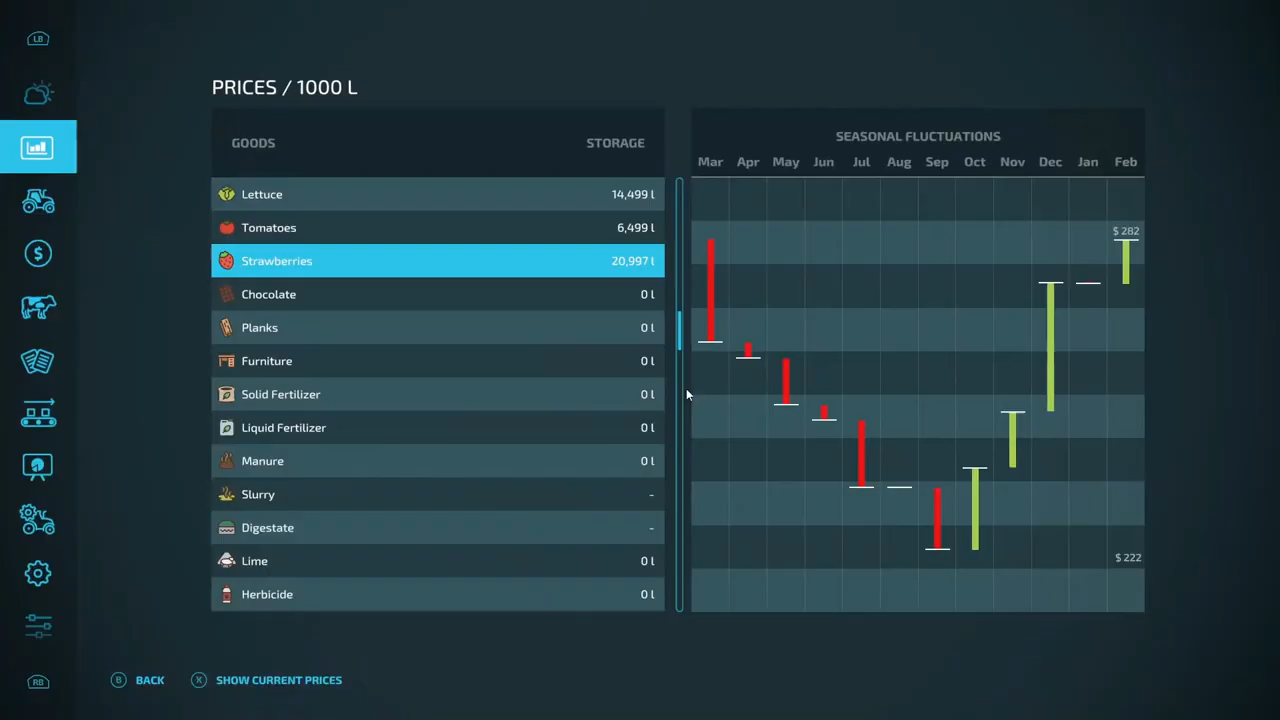 LB
PRICES / 1000 L
GOODS STORAGE
Lettuce 14,499 l
Tomatoes 6,499 l
Strawberries 20,997 l
Chocolate 0 l
Planks 0 l
Furniture 0 l
Solid Fertilizer 0 l
Liquid Fertilizer 0 l
Manure 0 l
Slurry -
Digestate -
Lime 0 l
Herbicide 0 l
SEASONAL FLUCTUATIONS
Mar Apr May Jun Jul Aug Sep Oct Nov Dec Jan Feb
$ 282
$ 222
$
RB
B BACK X SHOW CURRENT PRICES